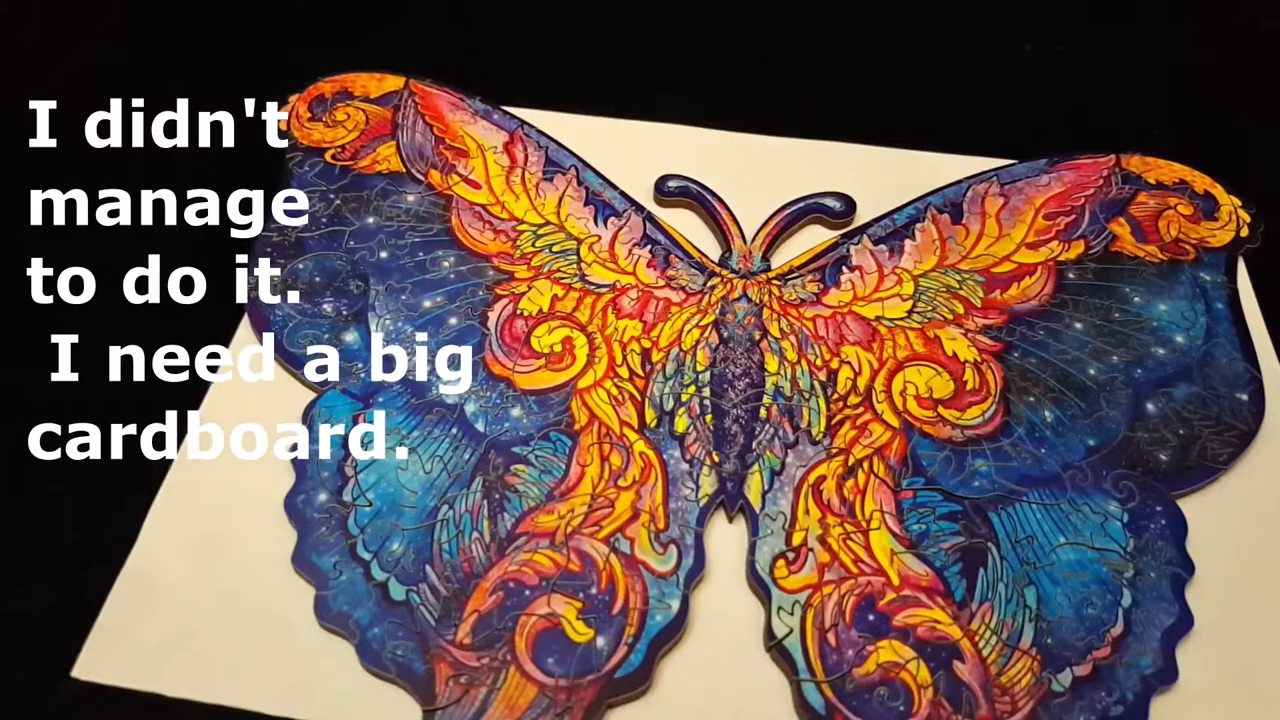 I didn't
manage
to do it.
I need a big
cardboard.